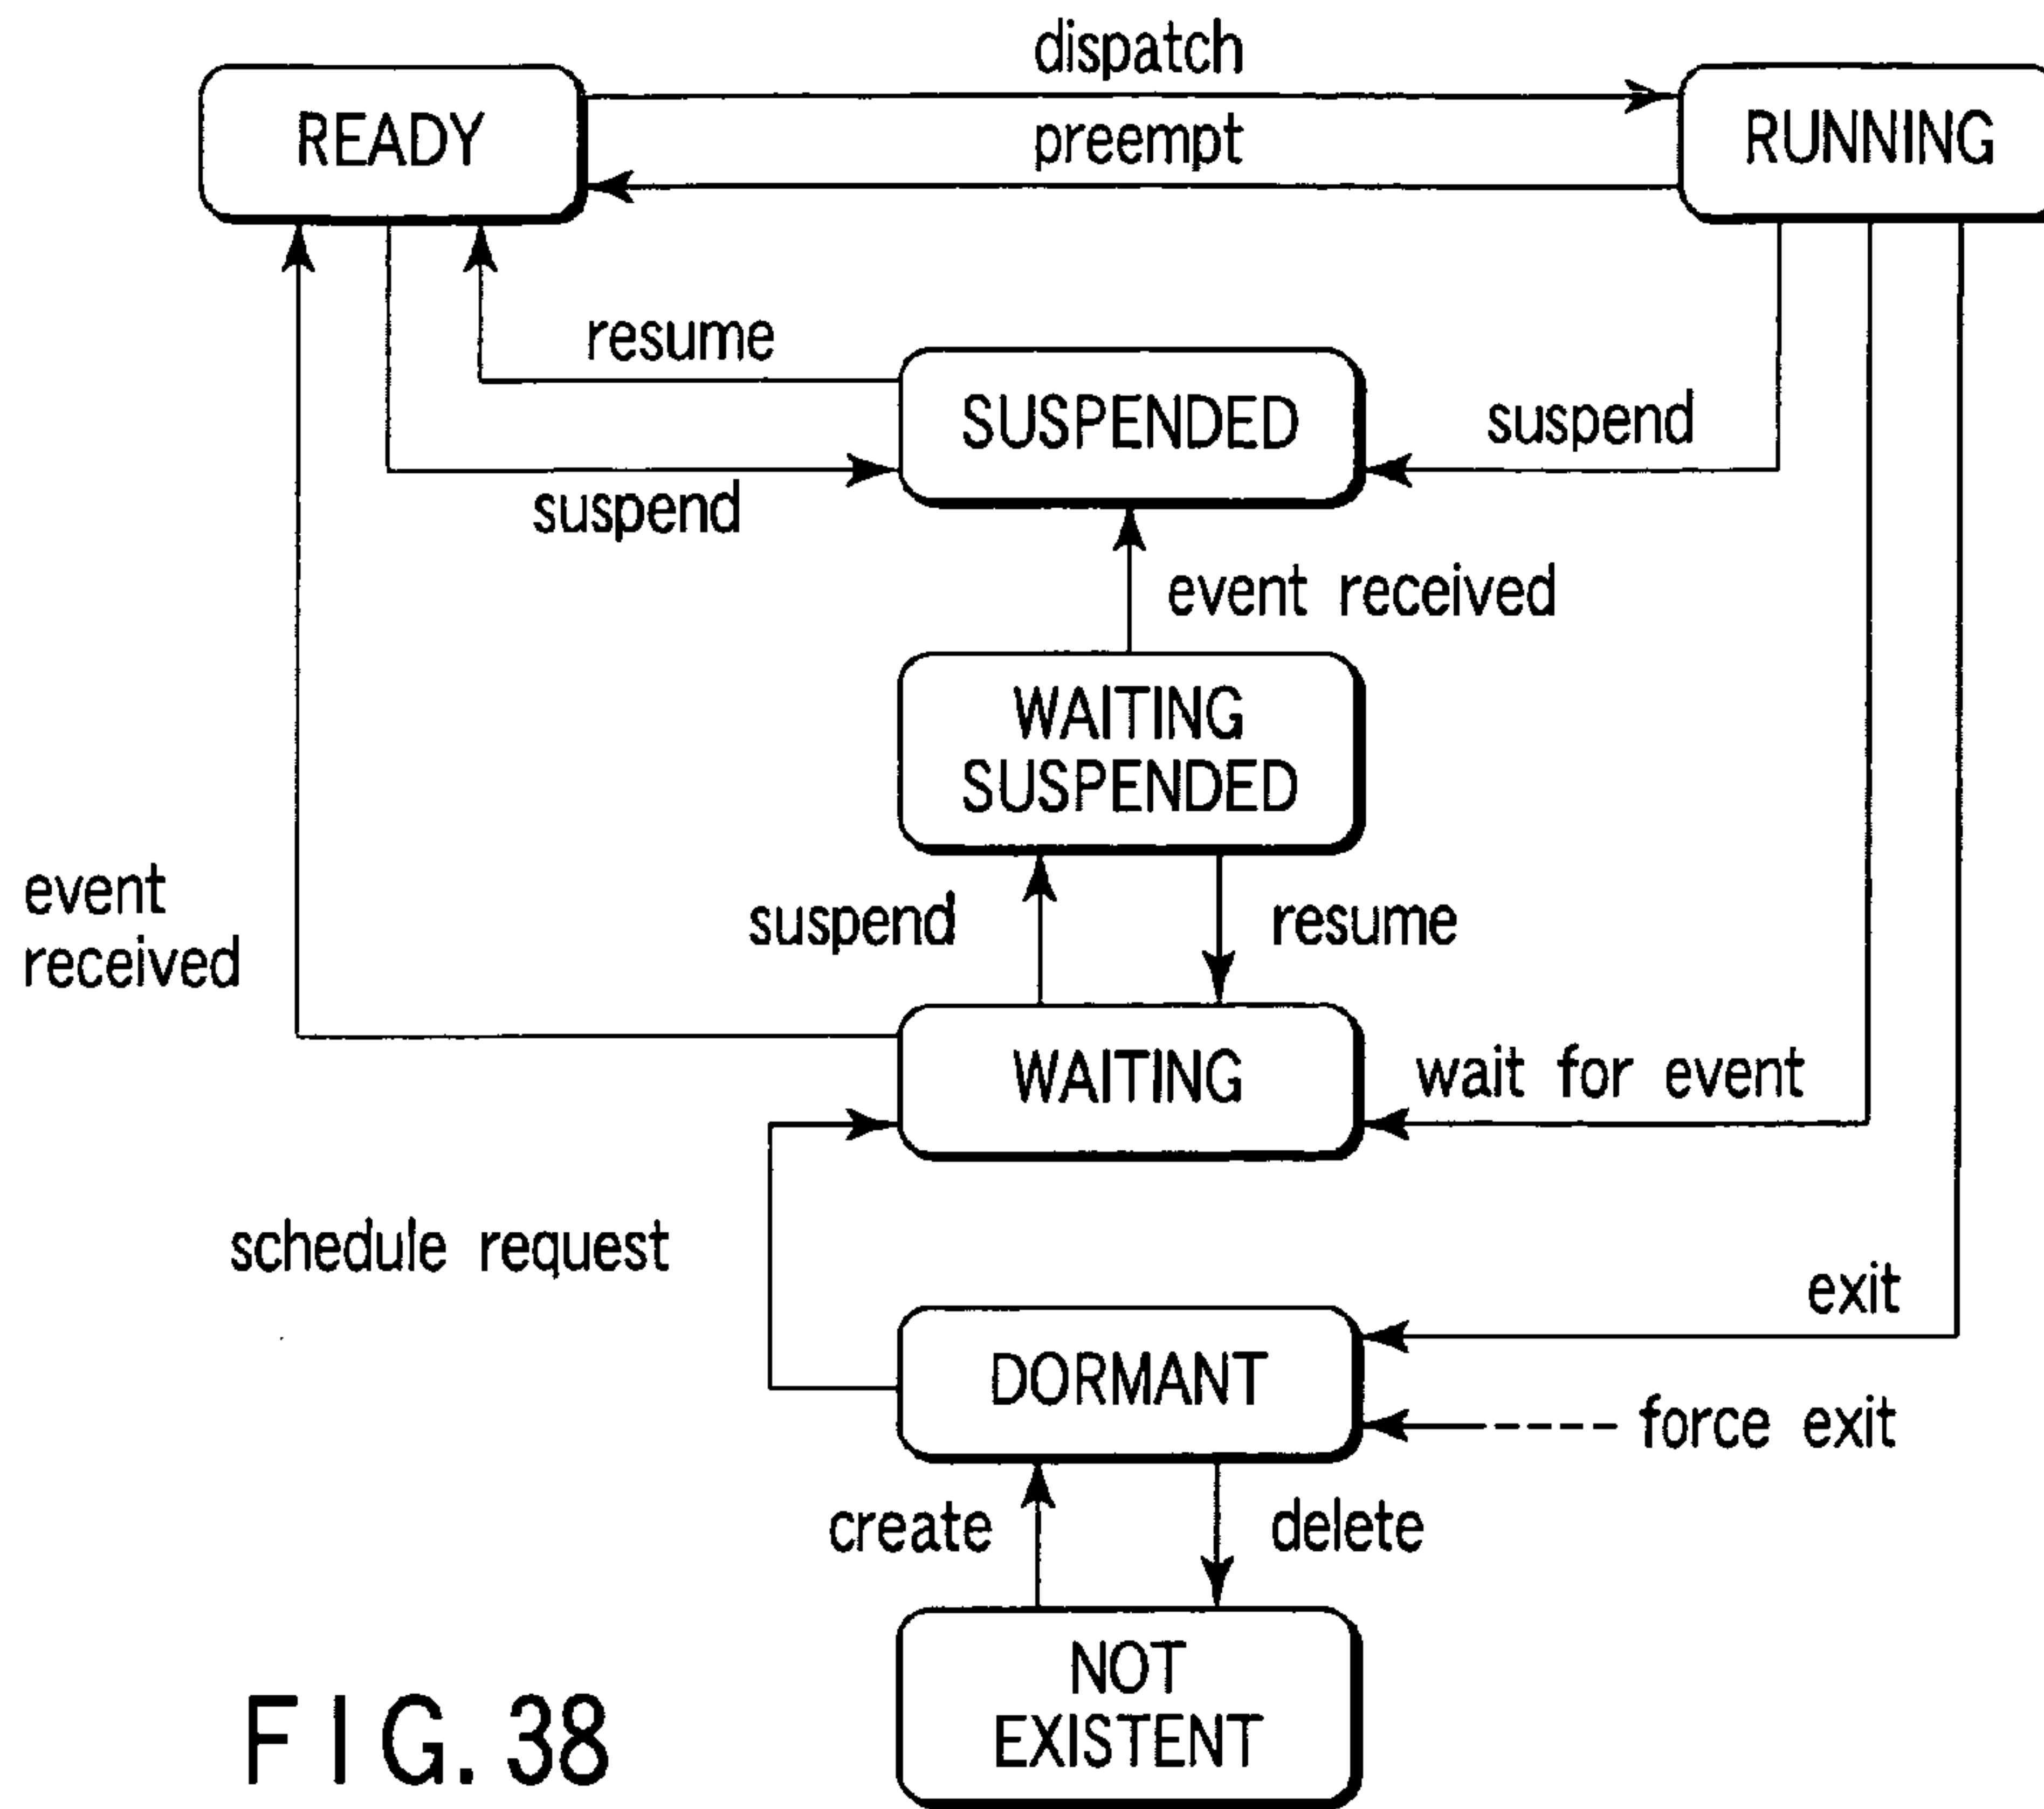 dispatch
READY
preempt
RUNNING
resume
SUSPENDED
suspend
suspend
event received
WAITING
SUSPENDED
event
received
suspend
resume
WAITING
wait for event
schedule request
exit
DORMANT
force exit
create
delete
NOT
EXISTENT
FIG. 38